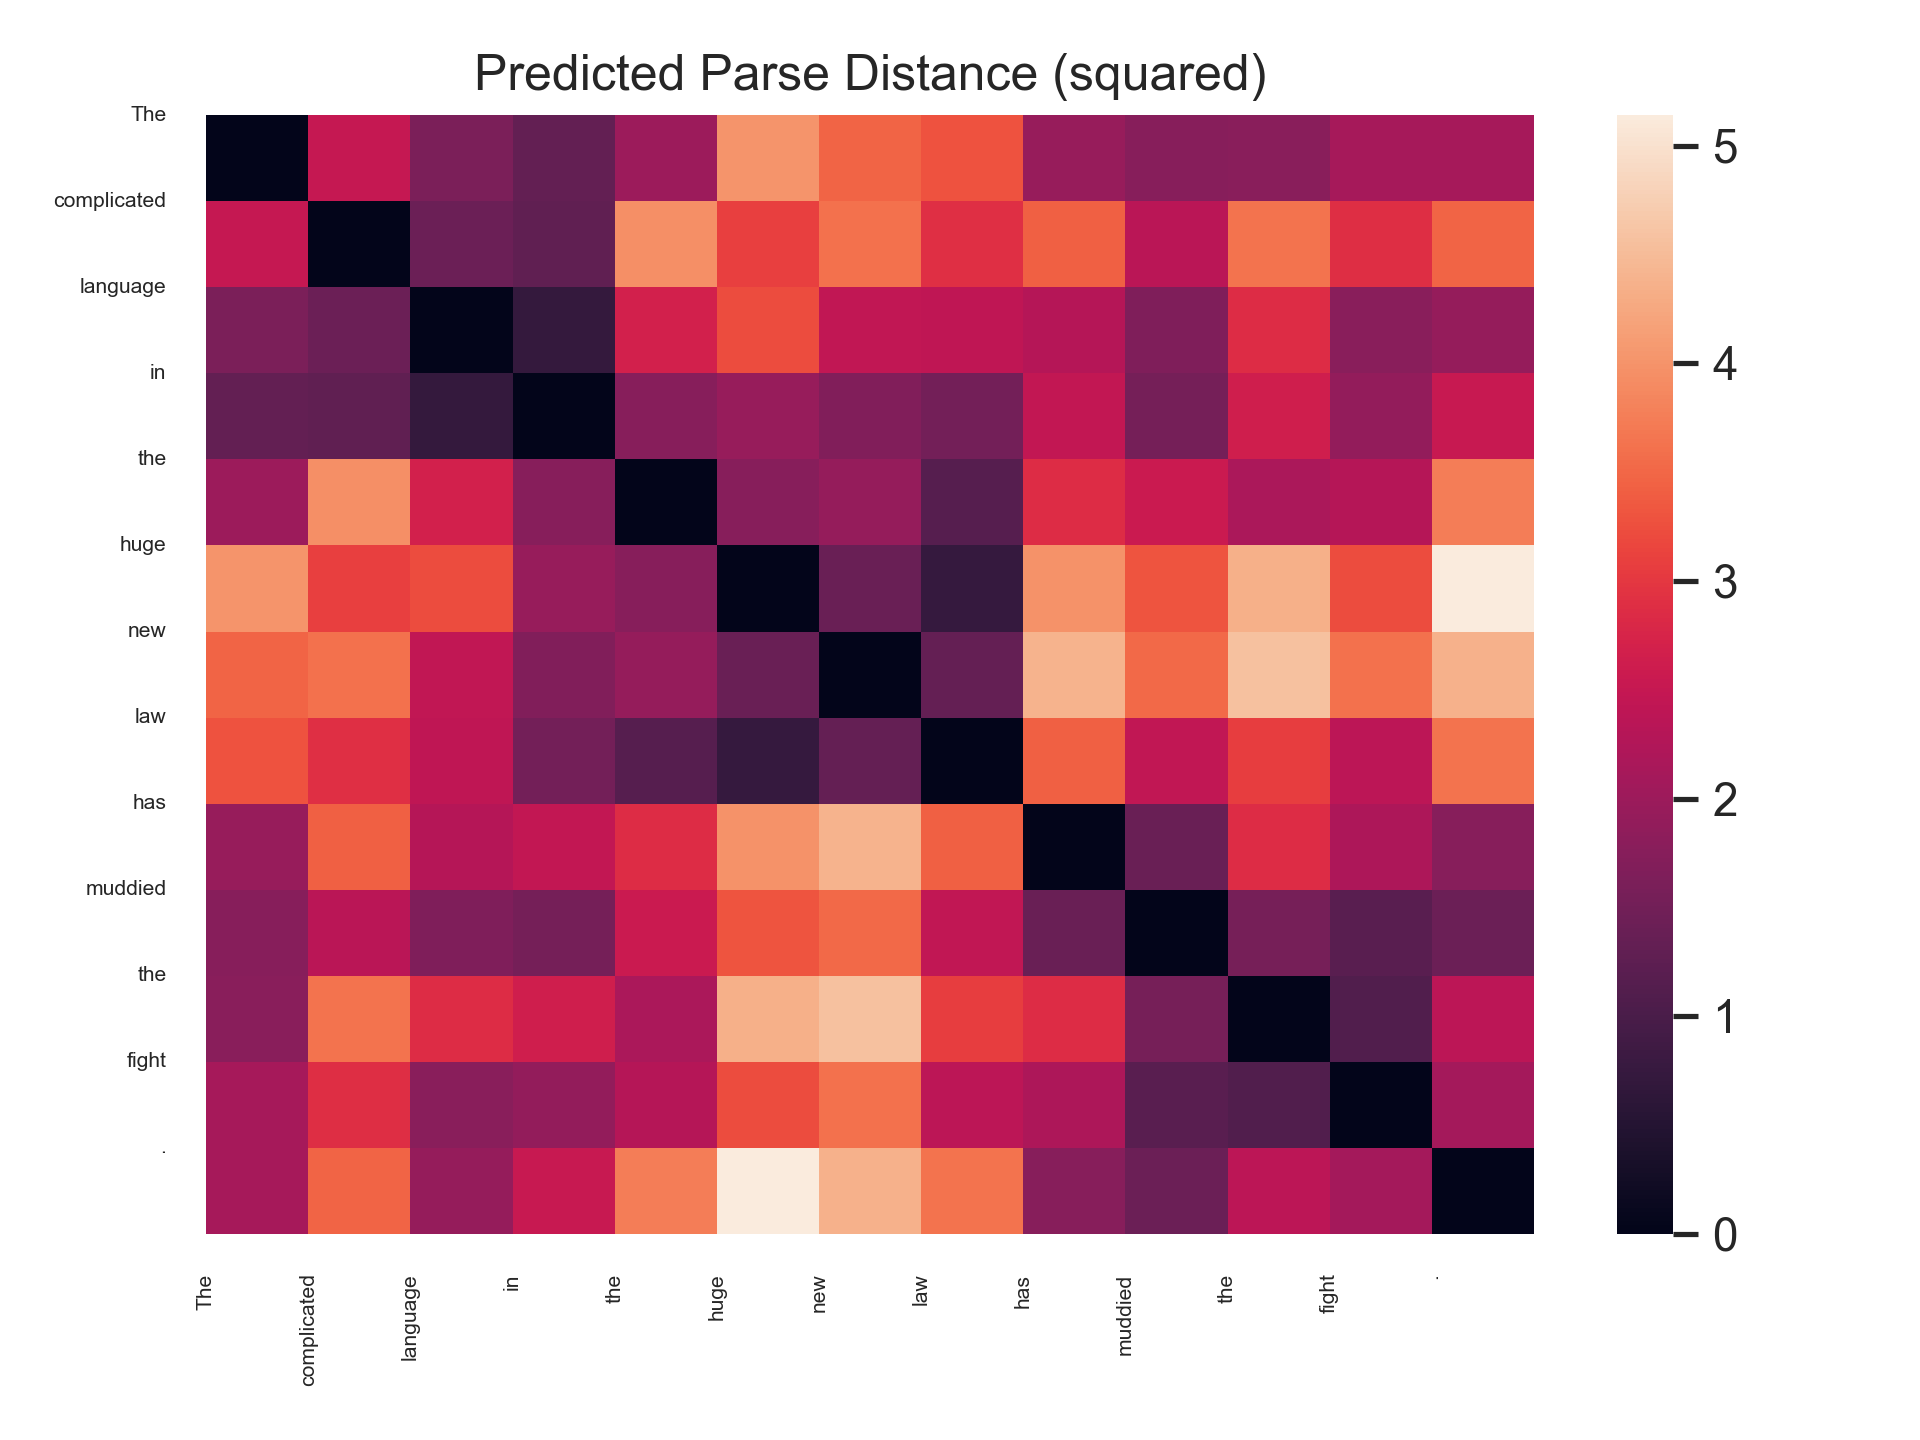 Predicted Parse Distance (squared)
The
complicated
language
in
the
huge
new
law
has
muddied
the
fight
.
5
4
3
2
1
0
The
complicated
language
in
the
huge
new
law
has
muddied
the
fight
.